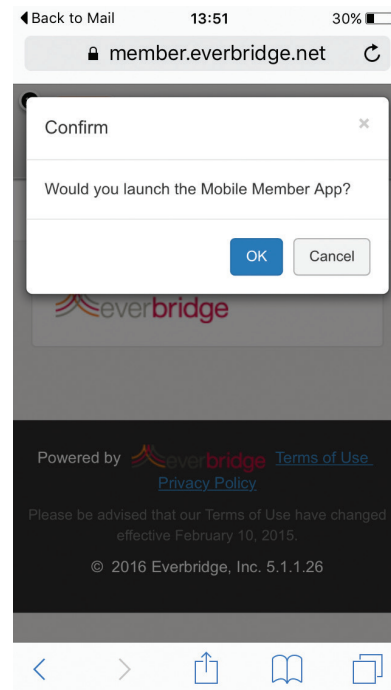 Back to Mail 13:51 30%
member.everbridge.net
Confirm ×
Would you launch the Mobile Member App?
OK Cancel
everbridge
Powered by everbridge Terms of Use
Privacy Policy
Please be advised that our Terms of Use have changed
effective February 10, 2015.
© 2016 Everbridge, Inc. 5.1.1.26